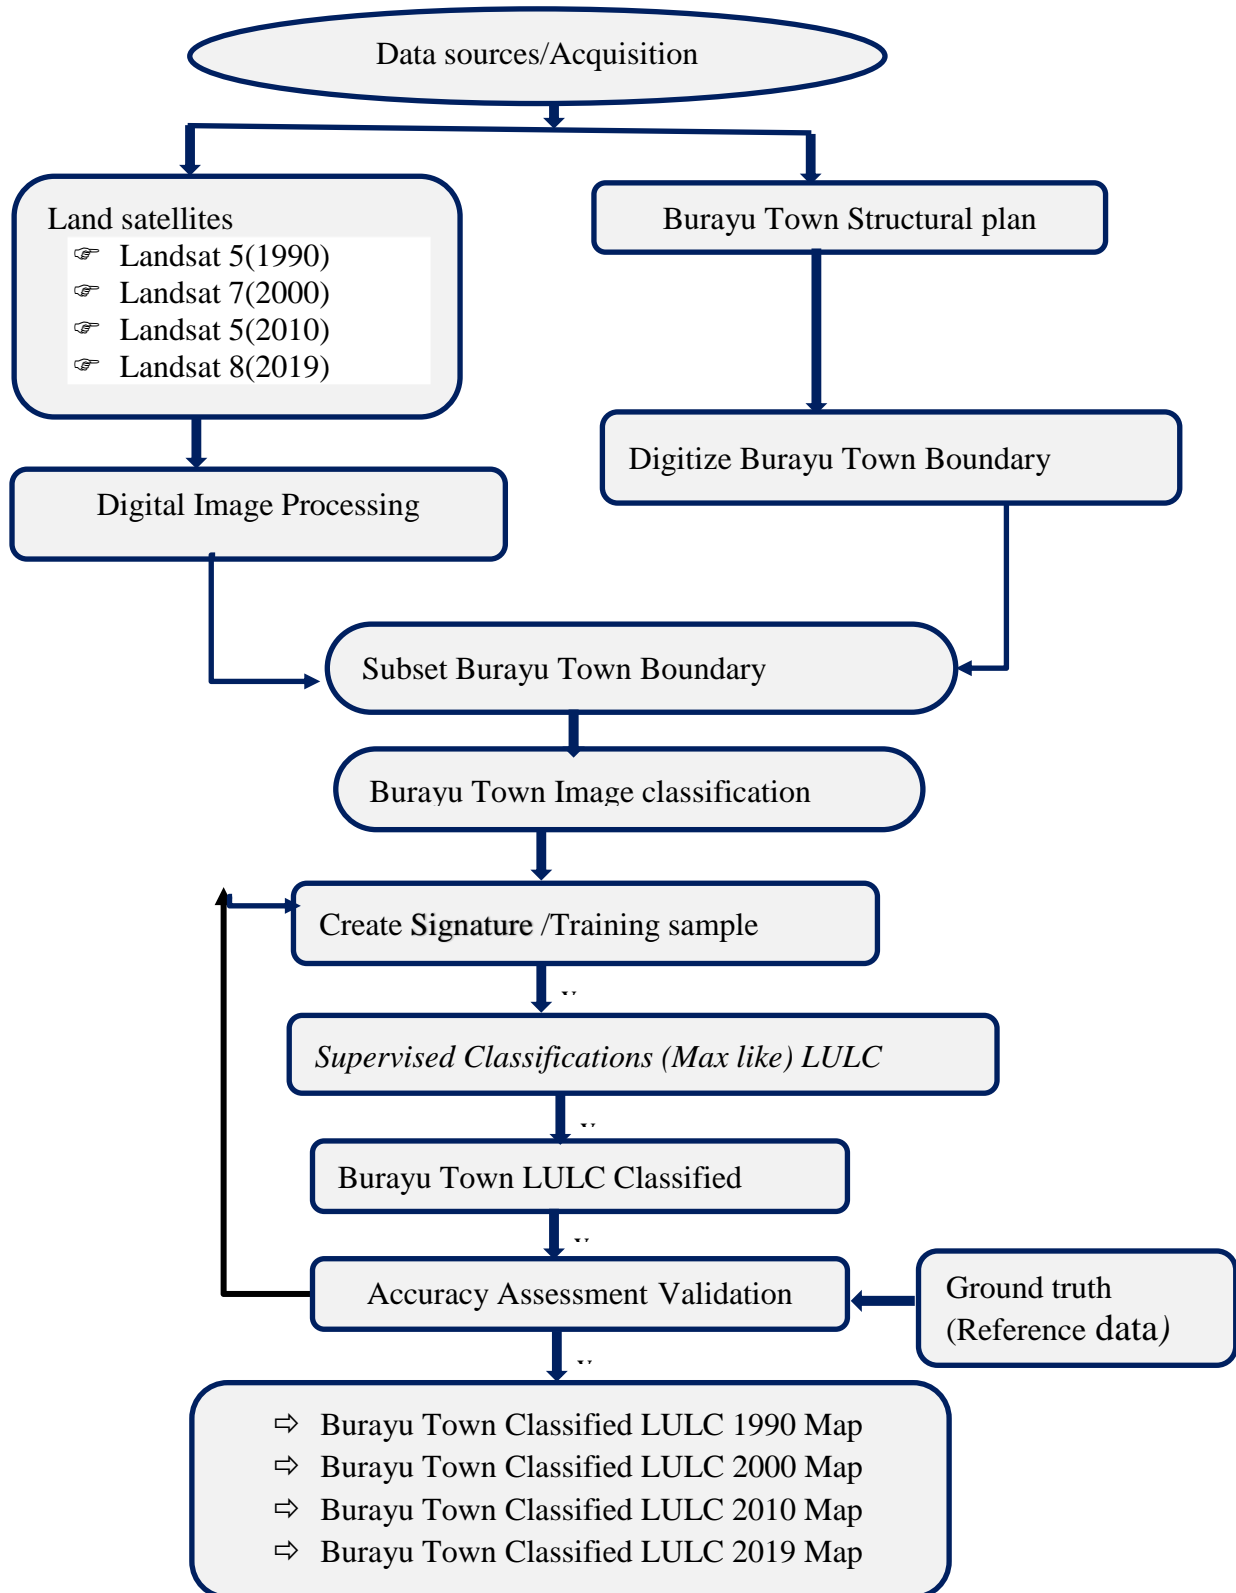 Data sources/Acquisition
Land satellites
☞ Landsat 5(1990)
☞ Landsat 7(2000)
☞ Landsat 5(2010)
☞ Landsat 8(2019)
Burayu Town Structural plan
Digital Image Processing
Digitize Burayu Town Boundary
Subset Burayu Town Boundary
Burayu Town Image classification
Create Signature /Training sample
Supervised Classifications (Max like) LULC
Burayu Town LULC Classified
Accuracy Assessment Validation
Ground truth
(Reference data)
⇨ Burayu Town Classified LULC 1990 Map
⇨ Burayu Town Classified LULC 2000 Map
⇨ Burayu Town Classified LULC 2010 Map
⇨ Burayu Town Classified LULC 2019 Map